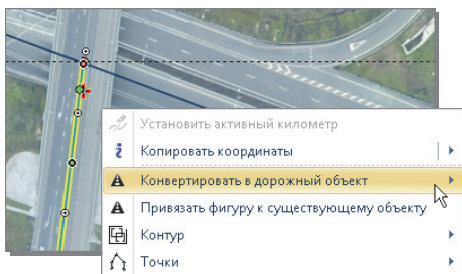 Установить активный километр
Копировать координаты
Конвертировать в дорожный объект
Привязать фигуру к существующему объекту
Контур
Точки